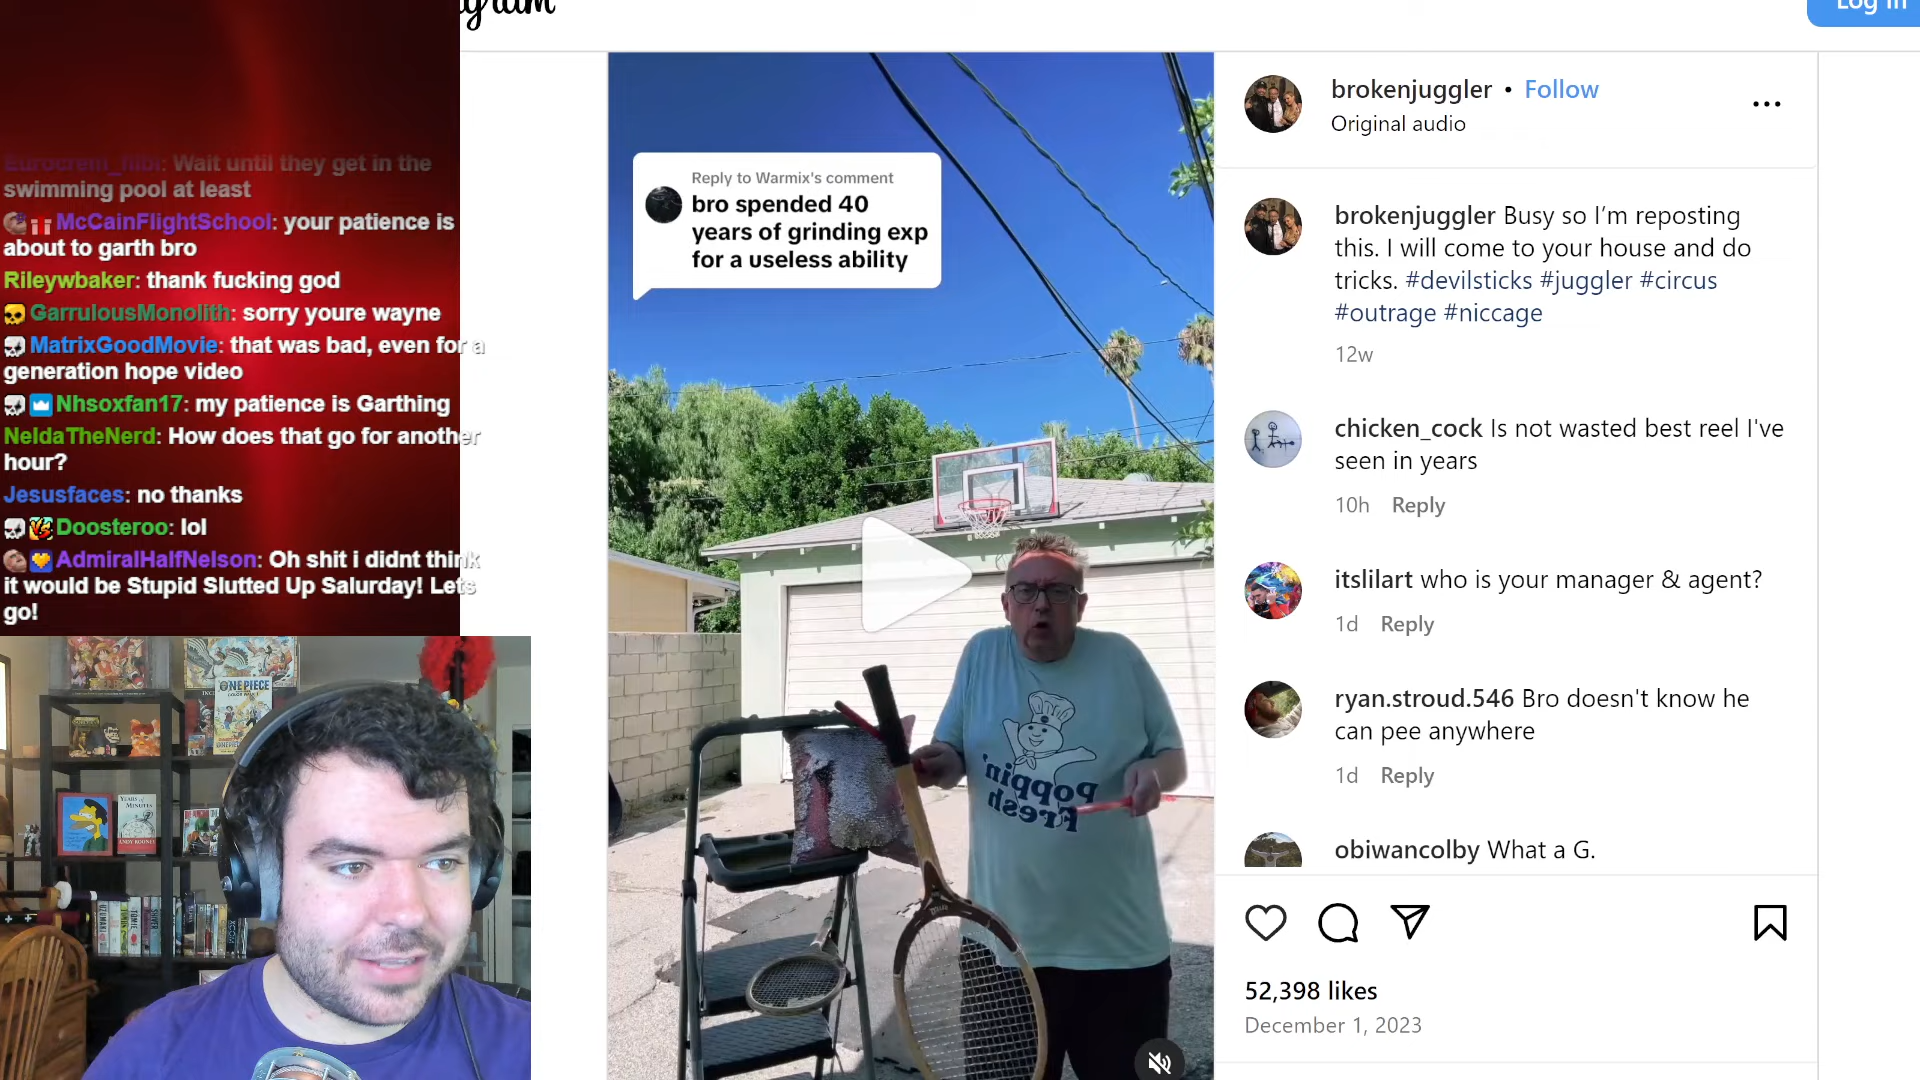 gram
Log In
Eurocrem_filbi: Wait until they get in the
swimming pool at least
McCainFlightSchool: your patience is
about to garth bro
Rileywbaker: thank fucking god
GarrulousMonolith: sorry youre wayne
MatrixGoodMovie: that was bad, even for a
generation hope video
Nhsoxfan17: my patience is Garthing
NeldaTheNerd: How does that go for another
hour?
Jesusfaces: no thanks
Doosteroo: lol
AdmiralHalfNelson: Oh shit i didnt think
it would be Stupid Slutted Up Salurday! Lets
go!
ONE PIECE
Reply to Warmix's comment
bro spended 40
years of grinding exp
for a useless ability
Poppin'
Fresh
brokenjuggler • Follow
Original audio
brokenjuggler Busy so I’m reposting
this. I will come to your house and do
tricks. #devilsticks #juggler #circus
#outrage #niccage
12w
chicken_cock Is not wasted best reel I've
seen in years
10h Reply
itslilart who is your manager & agent?
1d Reply
ryan.stroud.546 Bro doesn't know he
can pee anywhere
1d Reply
obiwancolby What a G.
52,398 likes
December 1, 2023